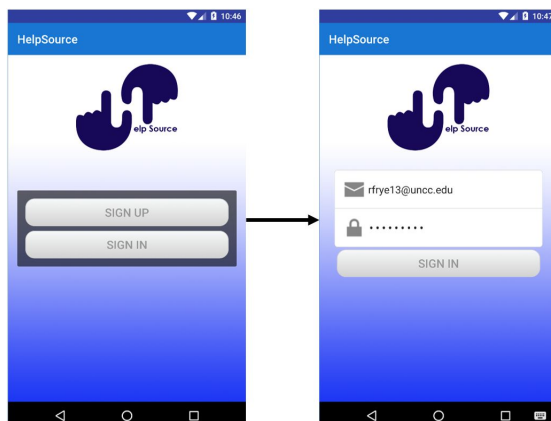 10:46
HelpSource
elp Source
SIGN UP
SIGN IN
10:47
HelpSource
elp Source
rfrye13@uncc.edu
•••••••••
SIGN IN